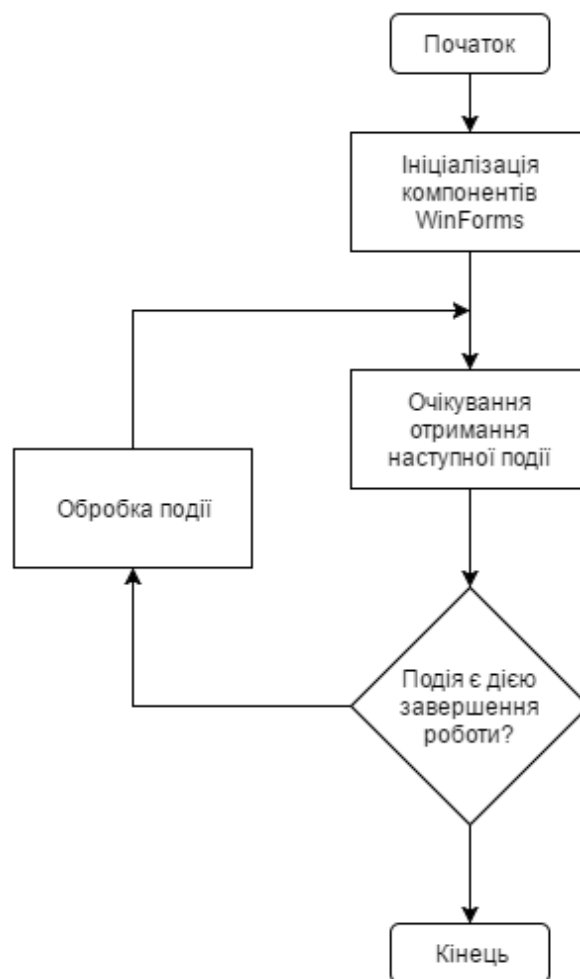 Початок
Ініціалізація
компонентів
WinForms
Очікування
отримання
наступної події
Обробка події
Подія є дією
завершення
роботи?
Кінець